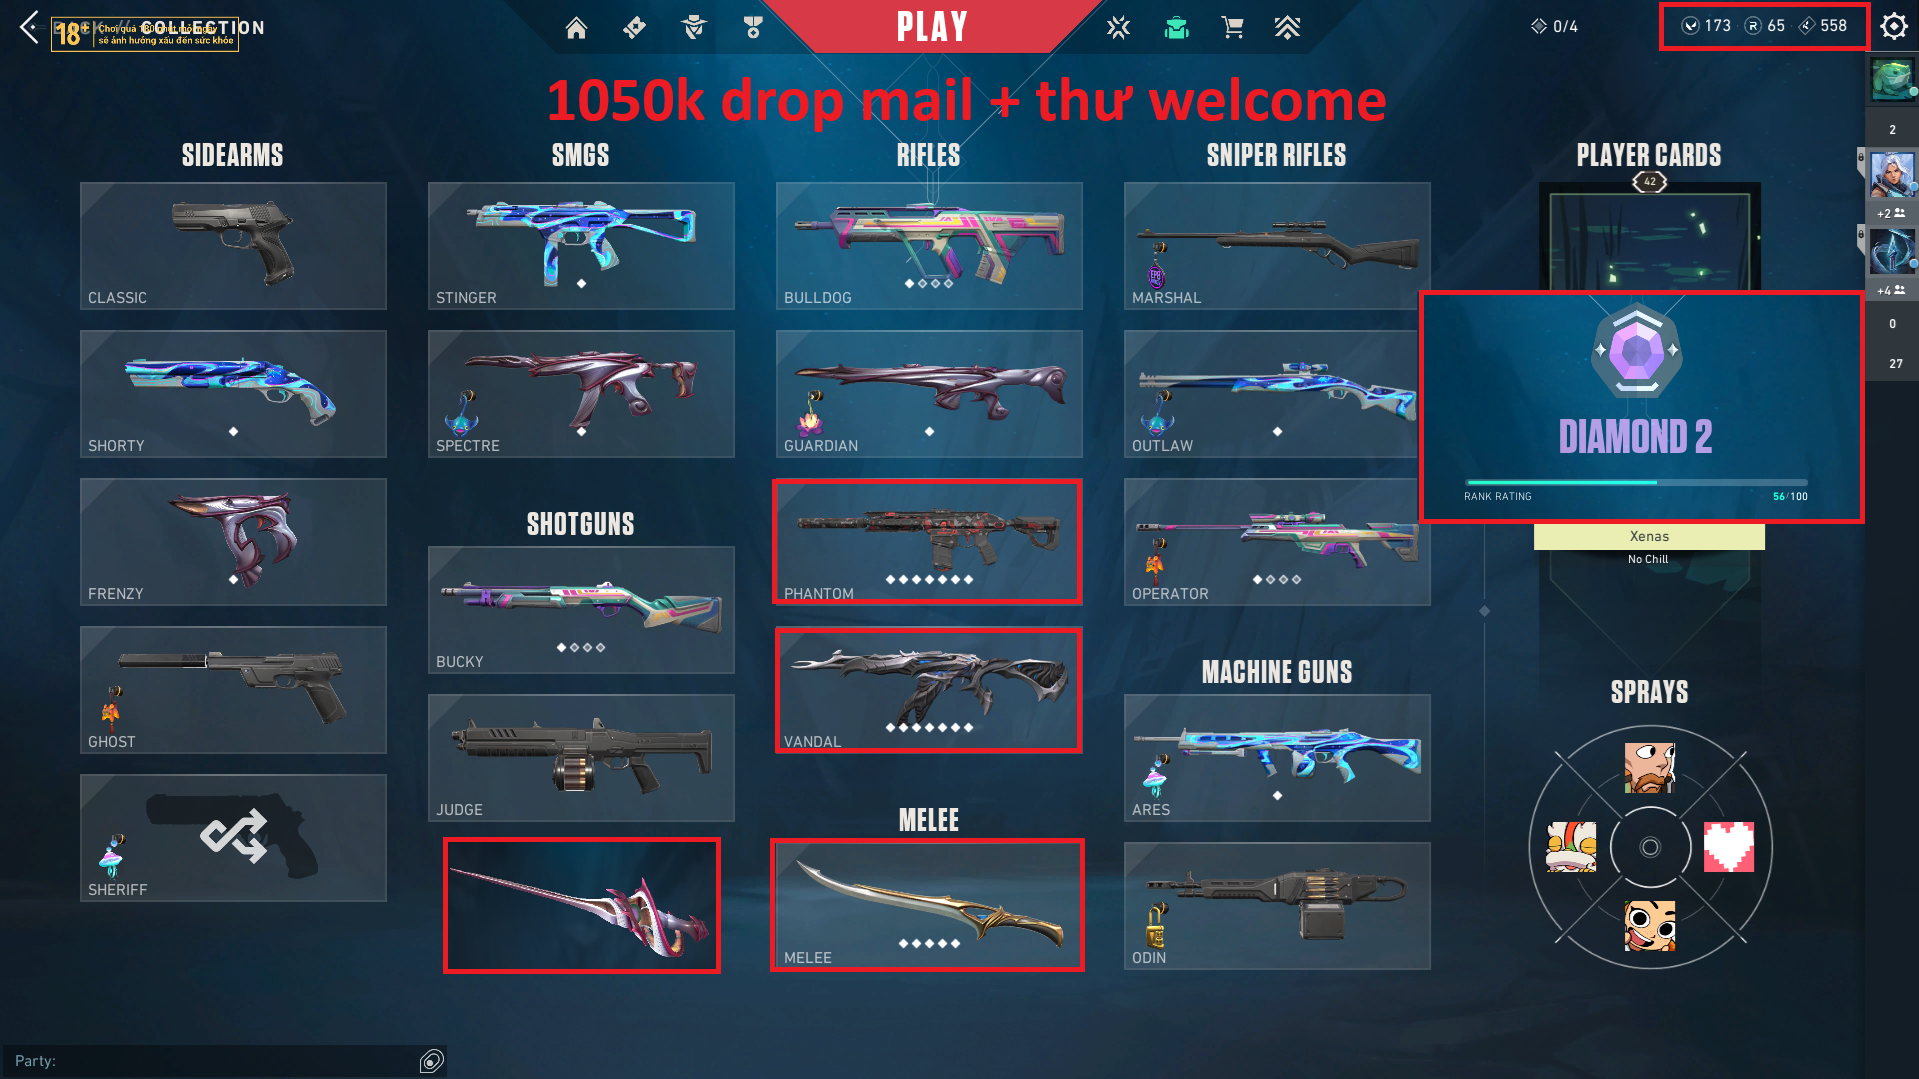 BACK // COLLECTION
18+
Chơi quá 180 phút một ngày
sẽ ảnh hưởng xấu đến sức khỏe
PLAY
0/4
173
R
65
558
1050k drop mail + thư welcome
SIDEARMS
CLASSIC
SHORTY
FRENZY
GHOST
SHERIFF
SMGS
STINGER
SPECTRE
SHOTGUNS
BUCKY
JUDGE
RIFLES
BULLDOG
GUARDIAN
PHANTOM
VANDAL
MELEE
MELEE
SNIPER RIFLES
MARSHAL
OUTLAW
OPERATOR
MACHINE GUNS
ARES
ODIN
PLAYER CARDS
42
DIAMOND 2
RANK RATING
56/100
Xenas
No Chill
SPRAYS
2
+2
+4
0
27
Party: